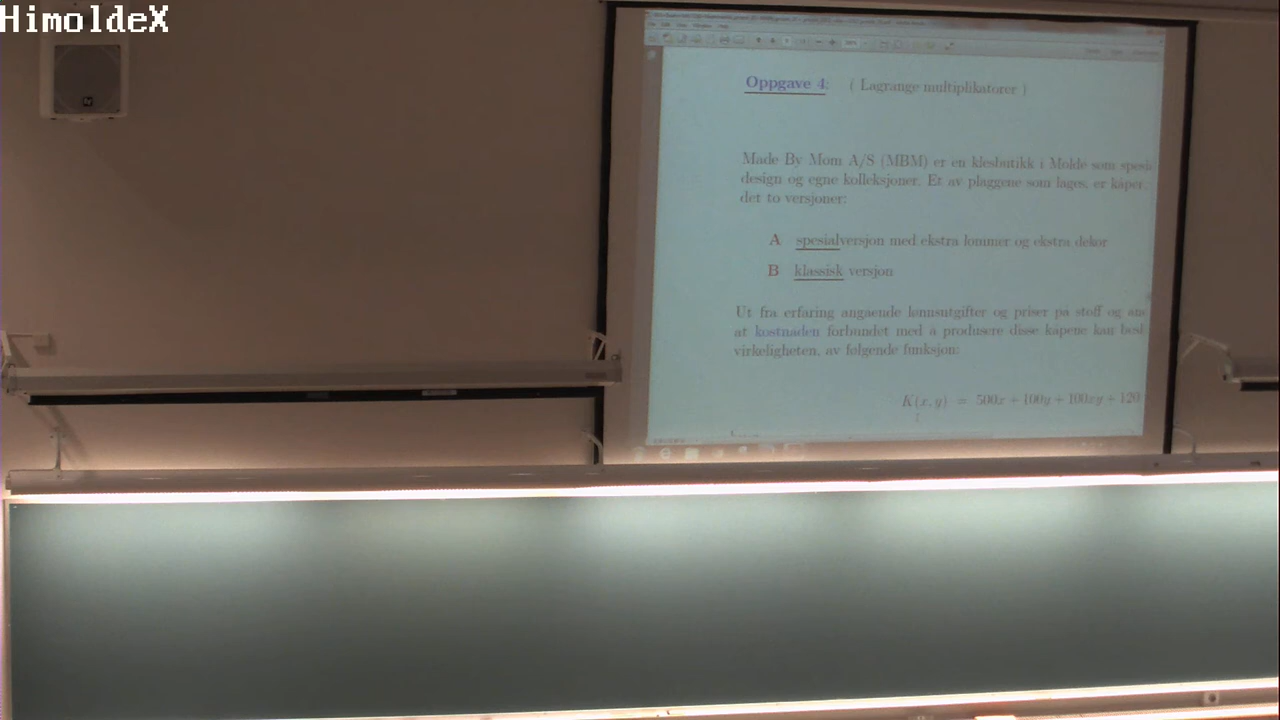 HimoldeX
Oppgave 4: ( Lagrange multiplikatorer )
Made By Mom A/S (MBM) er en klesbutikk i Molde som spesi
design og egne kolleksjoner. Et av plaggene som lages, er kåper,
det to versjoner:
A spesialversjon med ekstra lommer og ekstra dekor
B klassisk versjon
Ut fra erfaring angående lønnsutgifter og priser på stoff og
at kostnaden forbundet med å produsere disse kåpene kan
virkeligheten, av følgende funksjon:
K(x, y) = 500x + 100y + 100xy + 120